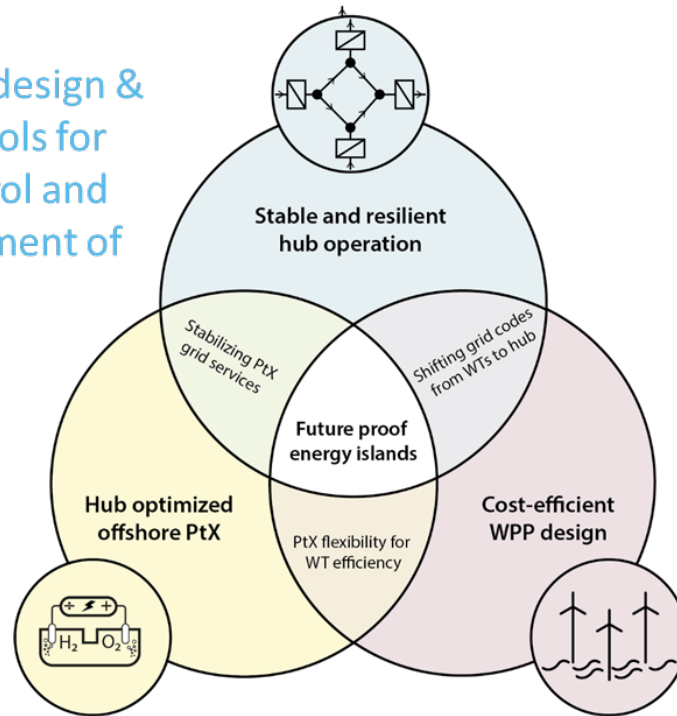 design &
ols for
ol and
ment of
Stable and resilient
hub operation
Stabilizing PtX
grid services
Shifting grid codes
from WTs to hub
Future proof
energy islands
Hub optimized
offshore PtX
Cost-efficient
WPP design
PtX flexibility for
WT efficiency
÷ +
H₂ O₂